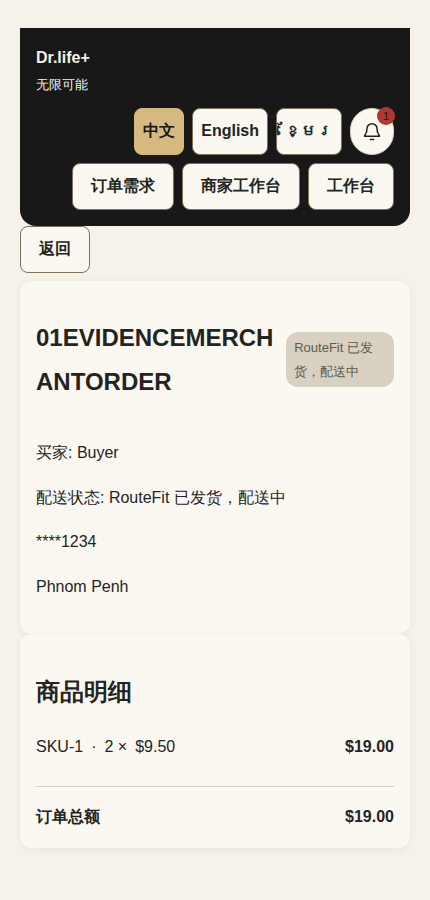 Dr.life+
无限可能
中文 English ខ្មែរ 1
订单需求 商家工作台 工作台
返回
01EVIDENCEMERCH
ANTORDER
RouteFit 已发
货，配送中
买家: Buyer
配送状态: RouteFit 已发货，配送中
****1234
Phnom Penh
商品明细
SKU-1 · 2 × $9.50 $19.00
订单总额 $19.00